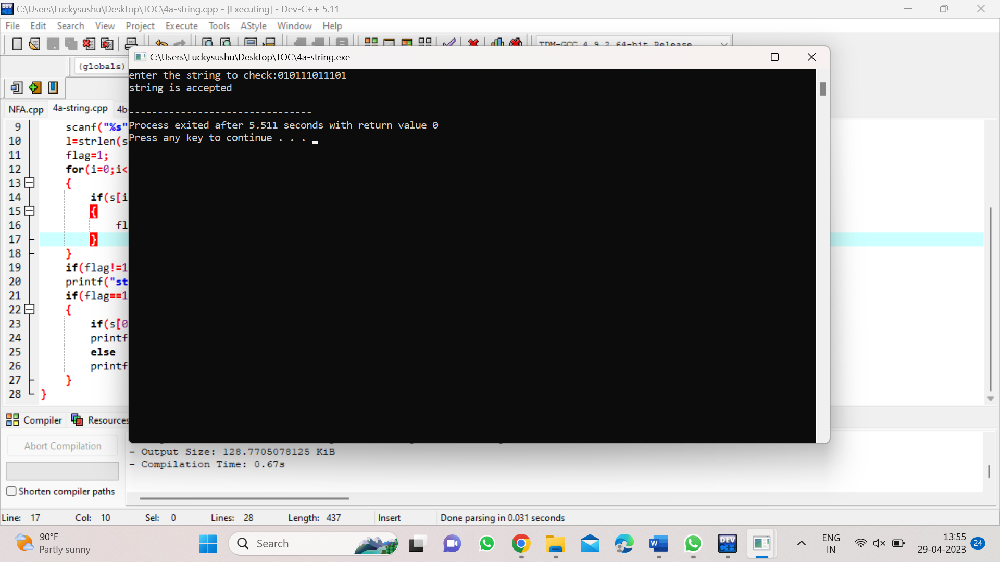 C:\Users\Luckysushu\Desktop\TOC\4a-string.cpp - [Executing] - Dev-C++ 5.11
File Edit Search View Project Execute Tools AStyle Window Help
TDM-GCC 4.9.2 64-bit Release
(globals)
C:\Users\Luckysushu\Desktop\TOC\4a-string.exe
enter the string to check:010111011101
string is accepted
--------------------------------
Process exited after 5.511 seconds with return value 0
Press any key to continue . . .
NFA.cpp 4a-string.cpp 4b
9 scanf("%s"
10 l=strlen(s
11 flag=1;
12 for(i=0;i<
13 {
14 if(s[i
15 {
16 fl
17 }
18 }
19 if(flag!=1
20 printf("st
21 if(flag==1
22 {
23 if(s[0
24 printf
25 else
26 printf
27 }
28 }
Compiler Resources
Abort Compilation
Shorten compiler paths
- Output Size: 128.7705078125 KiB
- Compilation Time: 0.67s
Line: 17 Col: 10 Sel: 0 Lines: 28 Length: 437 Insert Done parsing in 0.031 seconds
90°F
Partly sunny
Search
DEV
C++
ENG
IN
13:55
29-04-2023
24